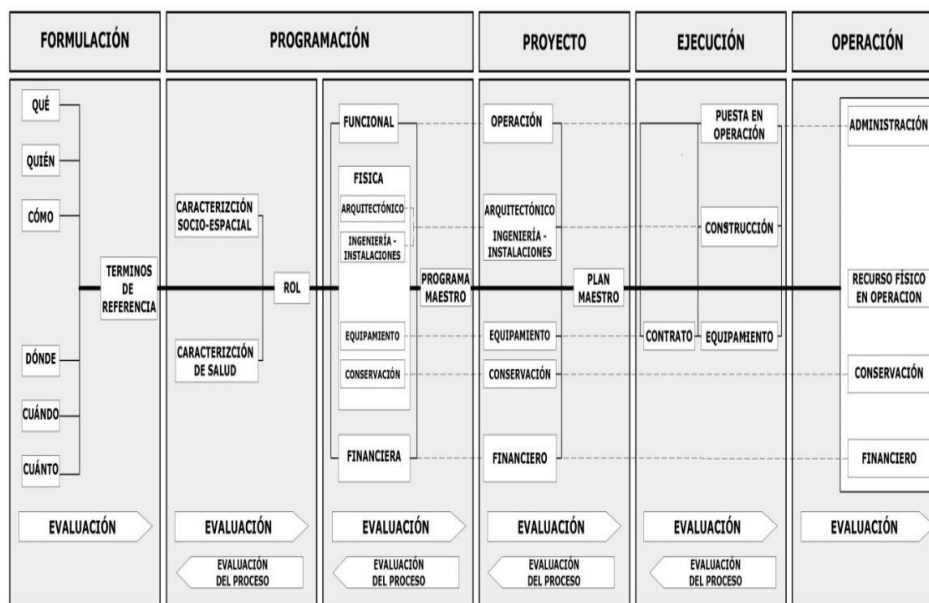 FORMULACIÓN
PROGRAMACIÓN
PROYECTO
EJECUCIÓN
OPERACIÓN
QUÉ
QUIÉN
CÓMO
TERMINOS
DE
REFERENCIA
DÓNDE
CUÁNDO
CUÁNTO
EVALUACIÓN
CARACTERIZCIÓN
SOCIO-ESPACIAL
ROL
CARACTERIZCIÓN
DE SALUD
EVALUACIÓN
EVALUACIÓN
DEL PROCESO
FUNCIONAL
FISICA
ARQUITECTÓNICO
INGENIERÍA -
INSTALACIONES
PROGRAMA
MAESTRO
EQUIPAMIENTO
CONSERVACIÓN
FINANCIERA
EVALUACIÓN
EVALUACIÓN
DEL PROCESO
OPERACIÓN
ARQUITECTÓNICO
INGENIERÍA -
INSTALACIONES
PLAN
MAESTRO
EQUIPAMIENTO
CONSERVACIÓN
FINANCIERO
EVALUACIÓN
EVALUACIÓN
DEL PROCESO
PUESTA EN
OPERACIÓN
CONSTRUCCIÓN
CONTRATO
EQUIPAMIENTO
EVALUACIÓN
EVALUACIÓN
DEL PROCESO
ADMINISTRACIÓN
RECURSO FÍSICO
EN OPERACION
CONSERVACIÓN
FINANCIERO
EVALUACIÓN